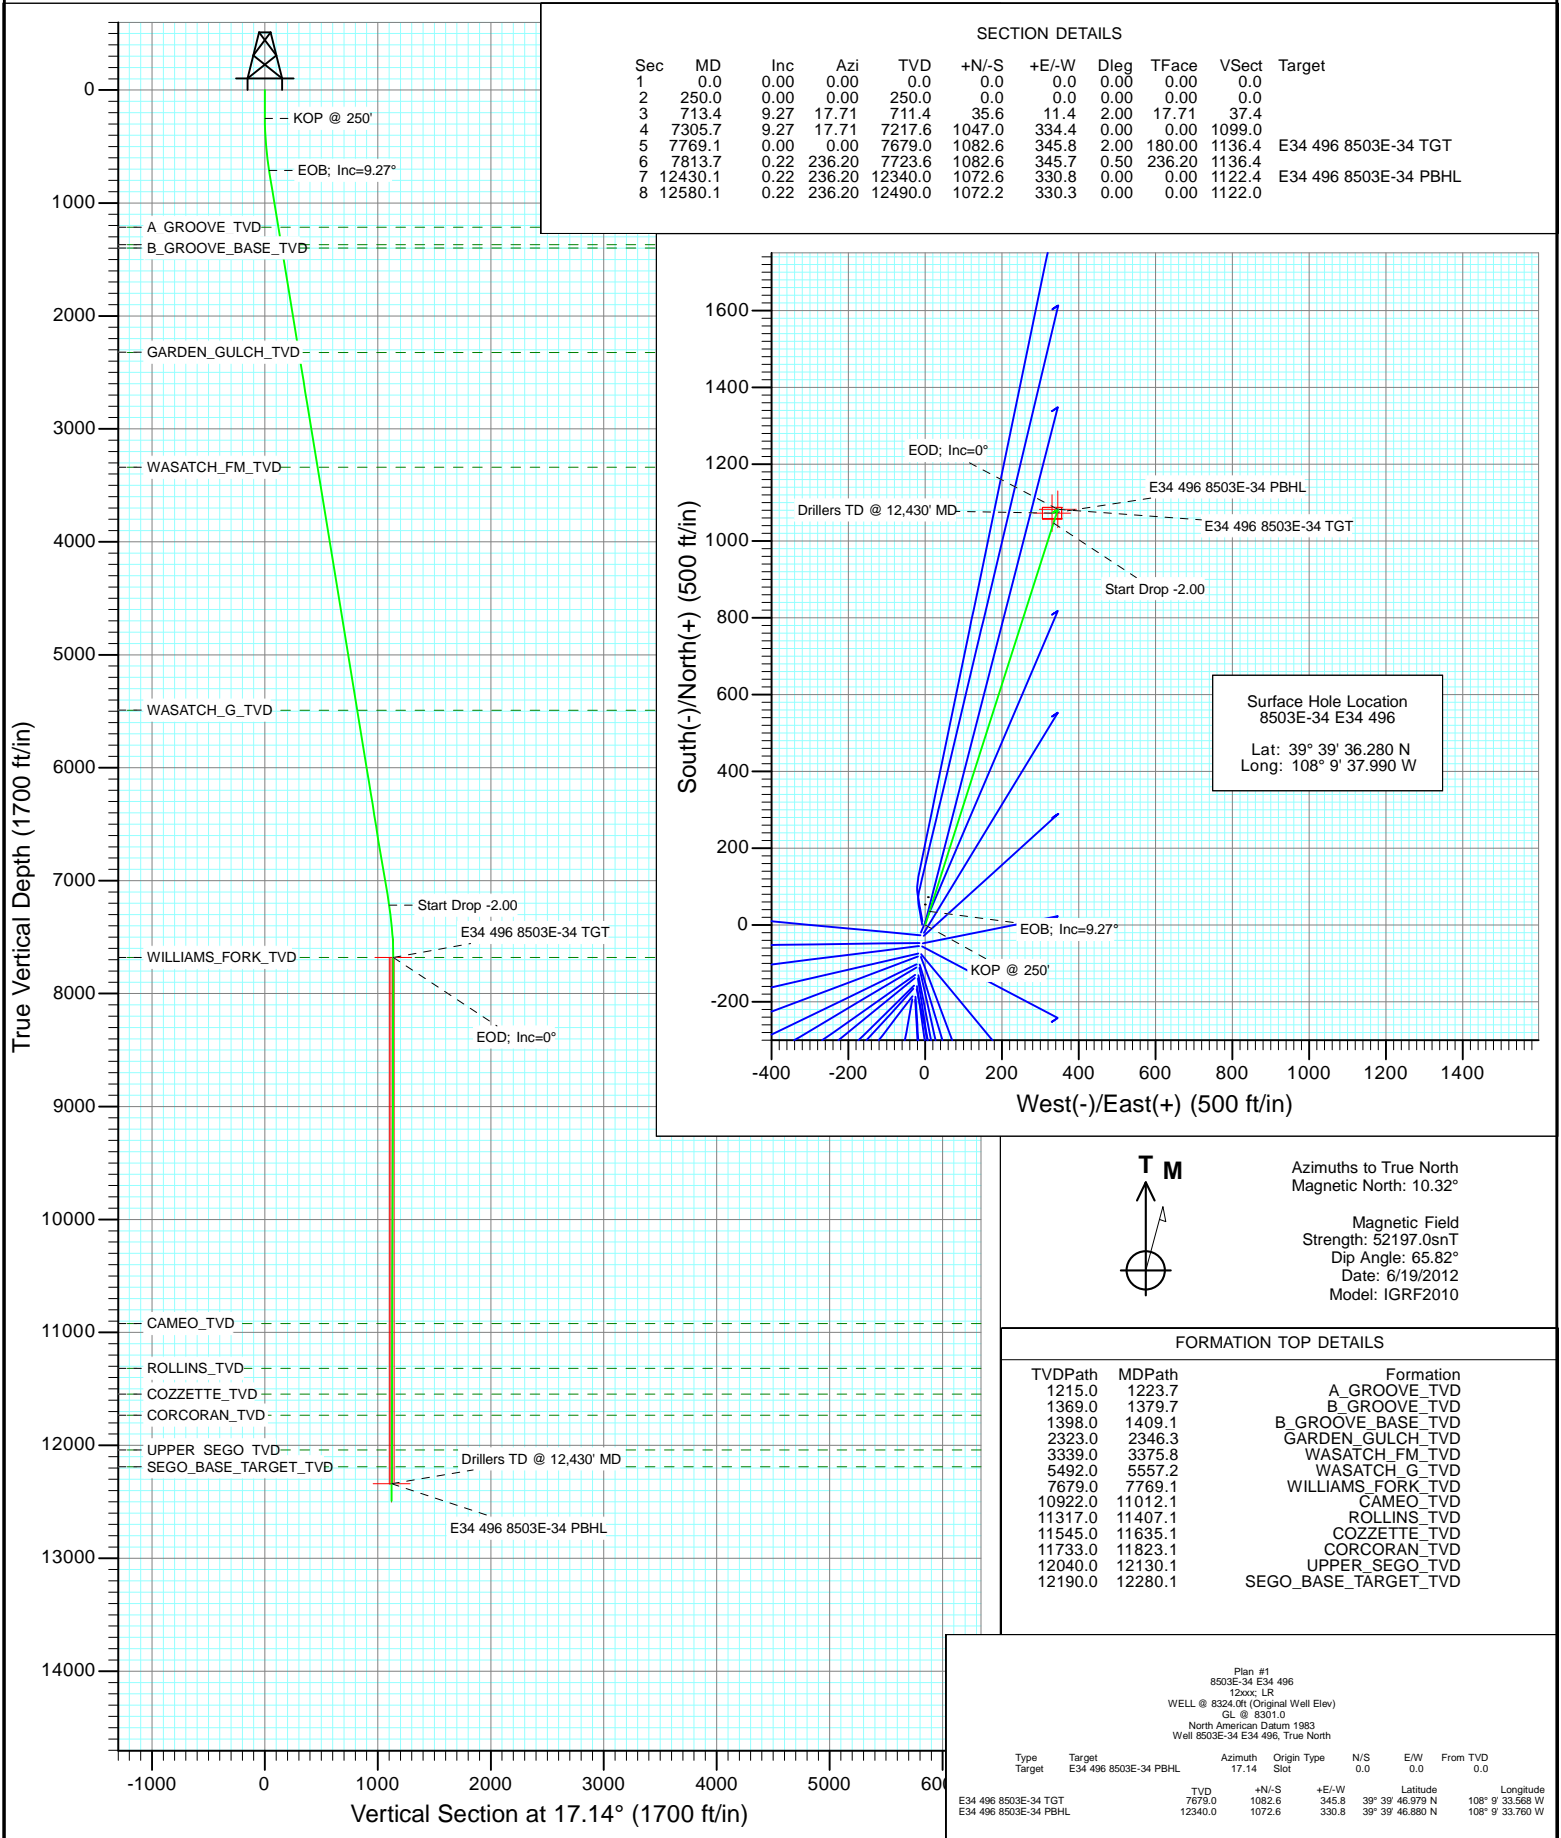 SECTION DETAILS
Sec MD Inc Azi TVD +N/-S +E/-W Dleg TFace VSect Target
1 0.0 0.00 0.00 0.0 0.0 0.0 0.00 0.00 0.0
2 250.0 0.00 0.00 250.0 0.0 0.0 0.00 0.00 0.0
3 713.4 9.27 17.71 711.4 35.6 11.4 2.00 17.71 37.4
4 7305.7 9.27 17.71 7217.6 1047.0 334.4 0.00 0.00 1099.0
5 7769.1 0.00 0.00 7679.0 1082.6 345.8 2.00 180.00 1136.4 E34 496 8503E-34 TGT
6 7813.7 0.22 236.20 7723.6 1082.6 345.7 0.50 236.20 1136.4
7 12430.1 0.22 236.20 12340.0 1072.6 330.8 0.00 0.00 1122.4 E34 496 8503E-34 PBHL
8 12580.1 0.22 236.20 12490.0 1072.2 330.3 0.00 0.00 1122.0
True Vertical Depth (1700 ft/in)
0
1000
2000
3000
4000
5000
6000
7000
8000
9000
10000
11000
12000
13000
14000
KOP @ 250'
EOB; Inc=9.27°
A GROOVE TVD
B_GROOVE_BASE_TVD
GARDEN_GULCH_TVD
WASATCH_FM_TVD
WASATCH_G_TVD
Start Drop -2.00
E34 496 8503E-34 TGT
WILLIAMS_FORK_TVD
EOD; Inc=0°
CAMEO_TVD
ROLLINS_TVD
COZZETTE_TVD
CORCORAN_TVD
UPPER SEGO TVD
SEGO_BASE_TARGET_TVD
Drillers TD @ 12,430' MD
E34 496 8503E-34 PBHL
-1000 0 1000 2000 3000 4000 5000 60
Vertical Section at 17.14° (1700 ft/in)
South(-)/North(+) (500 ft/in)
1600
1400
1200
1000
800
600
400
200
0
-200
EOD; Inc=0°
E34 496 8503E-34 PBHL
Drillers TD @ 12,430' MD
E34 496 8503E-34 TGT
Start Drop -2.00
Surface Hole Location
8503E-34 E34 496
Lat: 39° 39' 36.280 N
Long: 108° 9' 37.990 W
EOB; Inc=9.27°
KOP @ 250'
-400 -200 0 200 400 600 800 1000 1200 1400
West(-)/East(+) (500 ft/in)
T M
Azimuths to True North
Magnetic North: 10.32°
Magnetic Field
Strength: 52197.0snT
Dip Angle: 65.82°
Date: 6/19/2012
Model: IGRF2010
FORMATION TOP DETAILS
TVDPath MDPath Formation
1215.0 1223.7 A_GROOVE_TVD
1369.0 1379.7 B_GROOVE_TVD
1398.0 1409.1 B_GROOVE_BASE_TVD
2323.0 2346.3 GARDEN_GULCH_TVD
3339.0 3375.8 WASATCH_FM_TVD
5492.0 5557.2 WASATCH_G_TVD
7679.0 7769.1 WILLIAMS_FORK_TVD
10922.0 11012.1 CAMEO_TVD
11317.0 11407.1 ROLLINS_TVD
11545.0 11635.1 COZZETTE_TVD
11733.0 11823.1 CORCORAN_TVD
12040.0 12130.1 UPPER_SEGO_TVD
12190.0 12280.1 SEGO_BASE_TARGET_TVD
Plan #1
8503E-34 E34 496
12xxx; LR
WELL @ 8324.0ft (Original Well Elev)
GL @ 8301.0
North American Datum 1983
Well 8503E-34 E34 496, True North
Type Target Azimuth Origin Type N/S E/W From TVD
Target E34 496 8503E-34 PBHL 17.14 Slot 0.0 0.0 0.0
TVD +N/-S +E/-W Latitude Longitude
E34 496 8503E-34 TGT 7679.0 1082.6 345.8 39° 39' 46.979 N 108° 9' 33.568 W
E34 496 8503E-34 PBHL 12340.0 1072.6 330.8 39° 39' 46.880 N 108° 9' 33.760 W